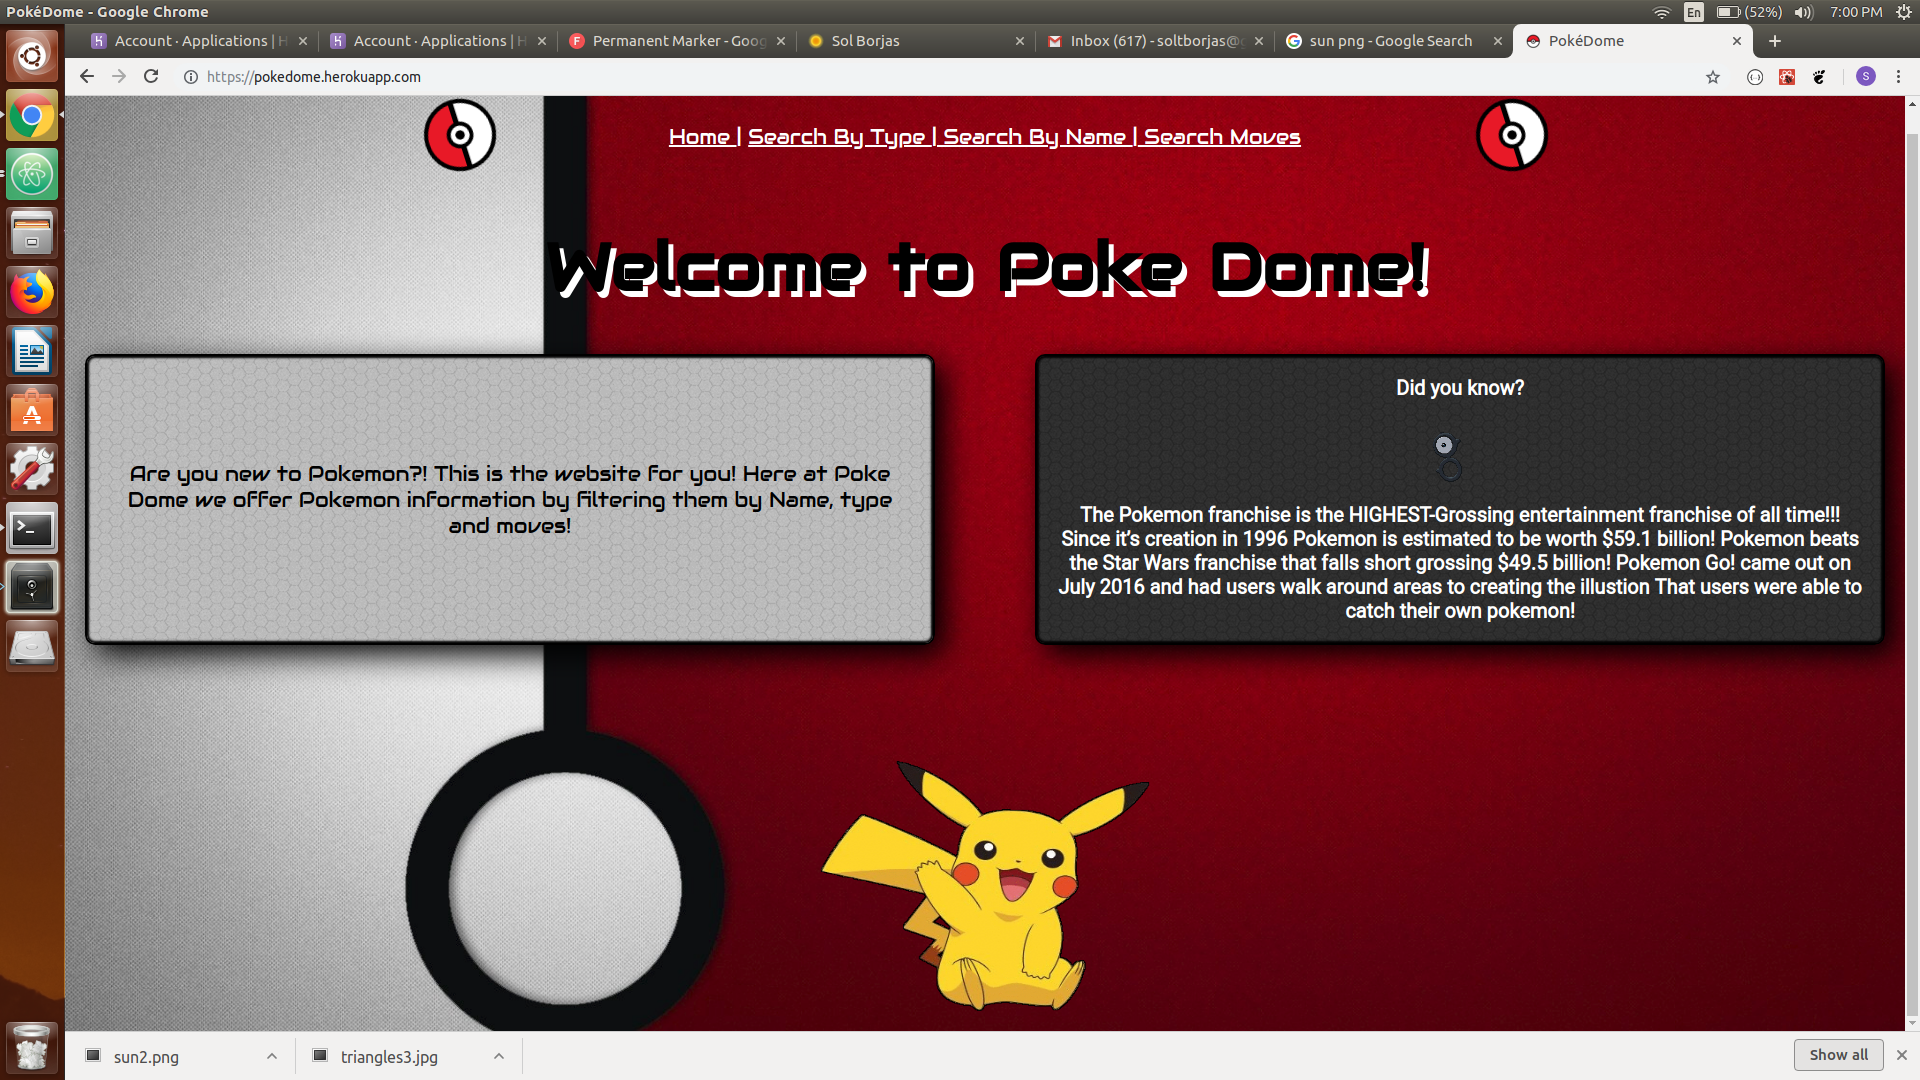 PokéDome - Google Chrome
En
(52%)
7:00 PM
Account · Applications | H
Account · Applications | H
Permanent Marker - Goog
Sol Borjas
Inbox (617) - soltborjas@g
sun png - Google Search
PokéDome
https://pokedome.herokuapp.com
S
Home | Search By Type | Search By Name | Search Moves
Welcome to Poke Dome!
Are you new to Pokemon?! This is the website for you! Here at Poke
Dome we offer Pokemon information by filtering them by Name, type
and moves!
Did you know?
The Pokemon franchise is the HIGHEST-Grossing entertainment franchise of all time!!!
Since it's creation in 1996 Pokemon is estimated to be worth $59.1 billion! Pokemon beats
the Star Wars franchise that falls short grossing $49.5 billion! Pokemon Go! came out on
July 2016 and had users walk around areas to creating the illustion That users were able to
catch their own pokemon!
sun2.png
triangles3.jpg
Show all